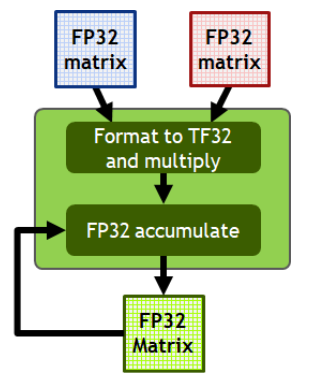 FP32
matrix
FP32
matrix
Format to TF32
and multiply
FP32 accumulate
FP32
Matrix